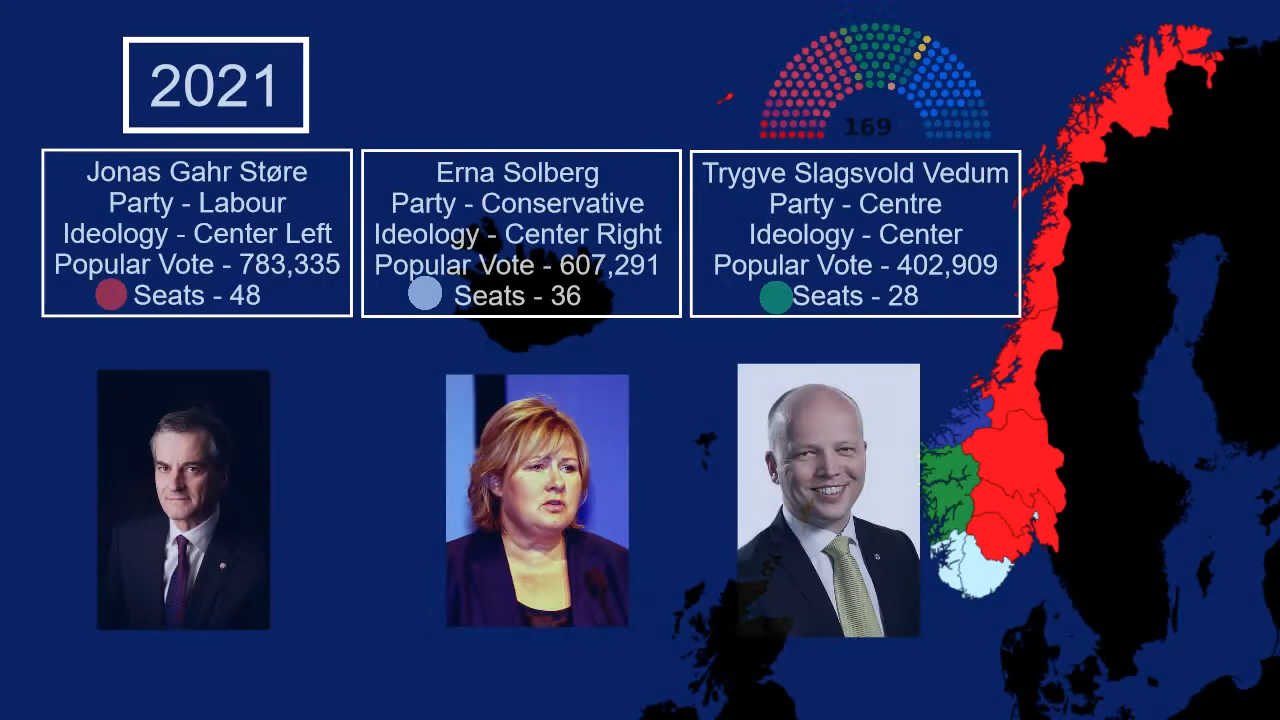 2021
169
Jonas Gahr Støre
Party - Labour
Ideology - Center Left
Popular Vote - 783,335
Seats - 48
Erna Solberg
Party - Conservative
Ideology - Center Right
Popular Vote - 607,291
Seats - 36
Trygve Slagsvold Vedum
Party - Centre
Ideology - Center
Popular Vote - 402,909
Seats - 28